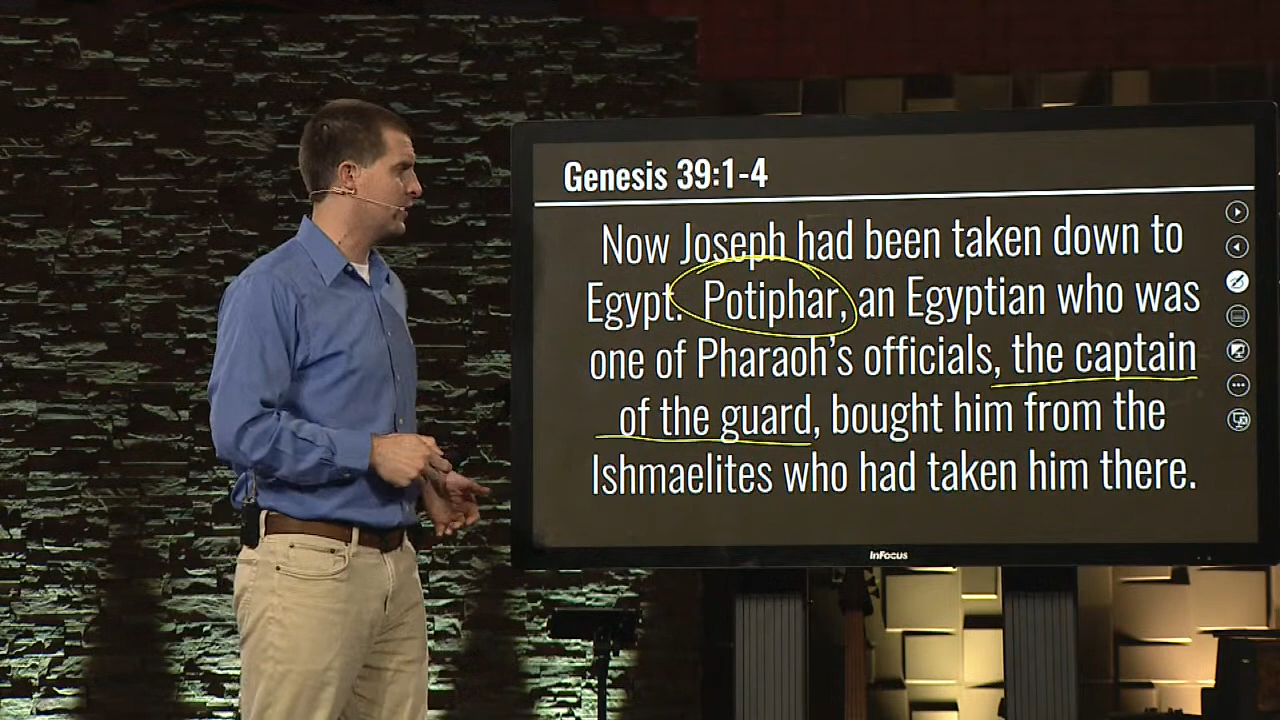 Genesis 39:1-4
Now Joseph had been taken down to
Egypt. Potiphar, an Egyptian who was
one of Pharaoh's officials, the captain
of the guard, bought him from the
Ishmaelites who had taken him there.
InFocus